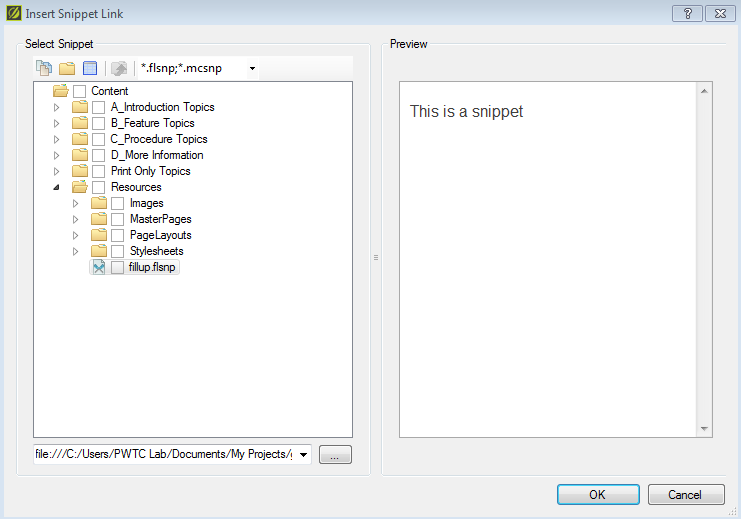 Insert Snippet Link
?
Select Snippet
*.flsnp;*.mcsnp
Content
A_Introduction Topics
B_Feature Topics
C_Procedure Topics
D_More Information
Print Only Topics
Resources
Images
MasterPages
PageLayouts
Stylesheets
fillup.flsnp
file:///C:/Users/PWTC Lab/Documents/My Projects/
...
Preview
This is a snippet
OK
Cancel